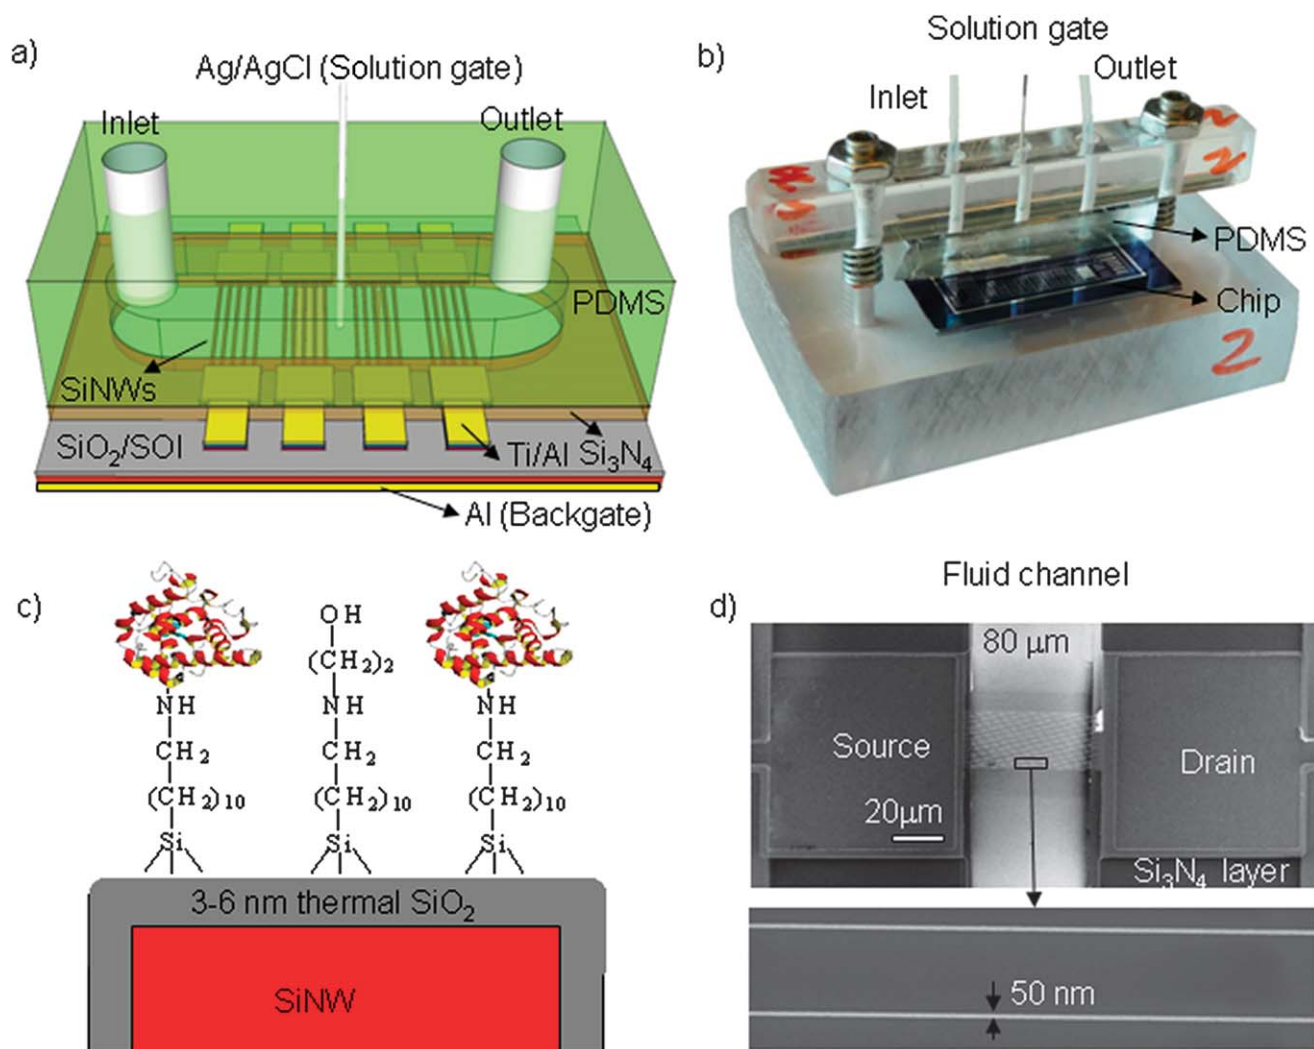 a)
Ag/AgCl (Solution gate)
Inlet
Outlet
PDMS
SiNWs
SiO₂/SOI
Ti/Al
Si₃N₄
Al (Backgate)
b)
Solution gate
Inlet
Outlet
PDMS
Chip
2
2
c)
OH
(CH₂)₂
NH
NH
NH
CH₂
CH₂
CH₂
(CH₂)₁₀
(CH₂)₁₀
(CH₂)₁₀
Si
Si
Si
3-6 nm thermal SiO₂
SiNW
d)
Fluid channel
80 μm
Source
Drain
20μm
Si₃N₄ layer
50 nm